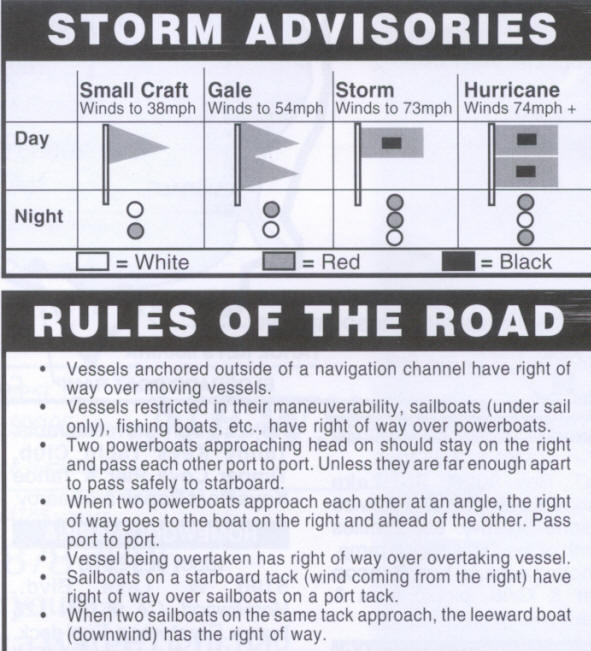 STORM ADVISORIES
Small Craft Gale Storm Hurricane
Winds to 38mph Winds to 54mph Winds to 73mph Winds 74mph +
Day
Night
= White = Red = Black
RULES OF THE ROAD
• Vessels anchored outside of a navigation channel have right of
way over moving vessels.
• Vessels restricted in their maneuverability, sailboats (under sail
only), fishing boats, etc., have right of way over powerboats.
• Two powerboats approaching head on should stay on the right
and pass each other port to port. Unless they are far enough apart
to pass safely to starboard.
• When two powerboats approach each other at an angle, the right
of way goes to the boat on the right and ahead of the other. Pass
port to port.
• Vessel being overtaken has right of way over overtaking vessel.
• Sailboats on a starboard tack (wind coming from the right) have
right of way over sailboats on a port tack.
• When two sailboats on the same tack approach, the leeward boat
(downwind) has the right of way.